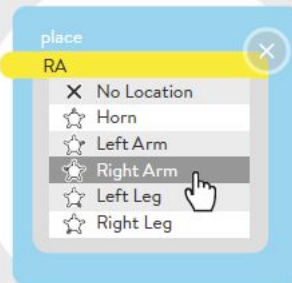 place
RA
No Location
Horn
Left Arm
Right Arm
Left Leg
Right Leg